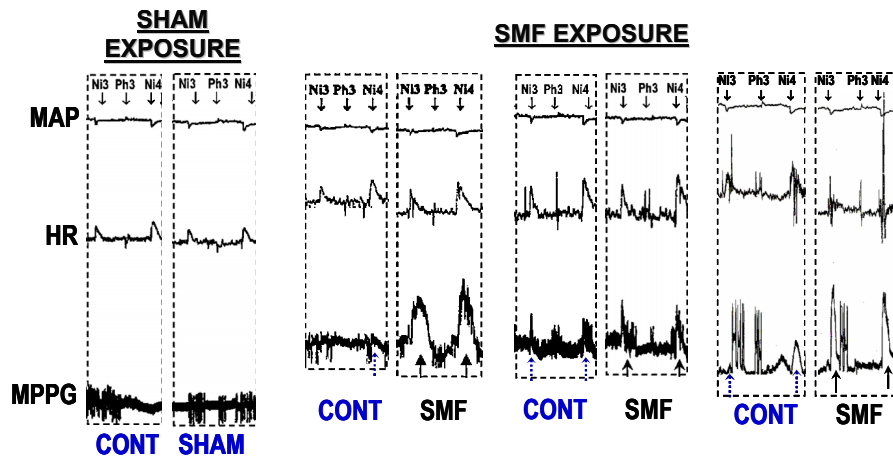 SHAM
EXPOSURE
SMF EXPOSURE
Ni3 Ph3 Ni4
Ni3 Ph3 Ni4
Ni3 Ph3 Ni4
Ni3 Ph3 Ni4
Ni3 Ph3 Ni4
Ni3 Ph3 Ni4
Ni3 Ph3 Ni4
Ni3 Ph3 Ni4
MAP
HR
MPPG
CONT SHAM
CONT SMF
CONT SMF
CONT SMF